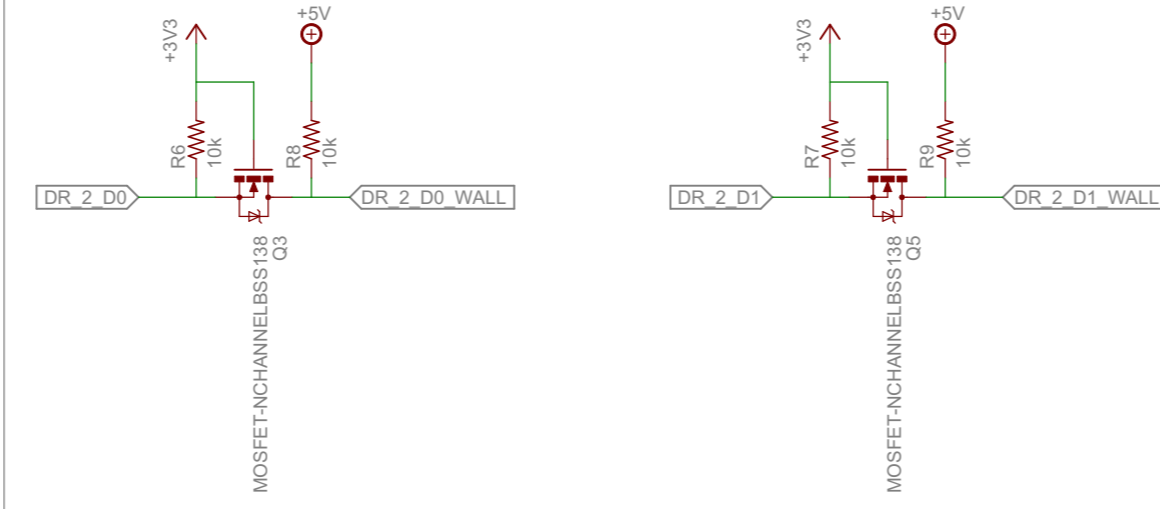 +3V3
+5V
R6
10k
R8
10k
DR_2_D0
DR_2_D0_WALL
MOSFET-NCHANNELBSS138
Q3
+3V3
+5V
R7
10k
R9
10k
DR_2_D1
DR_2_D1_WALL
MOSFET-NCHANNELBSS138
Q5